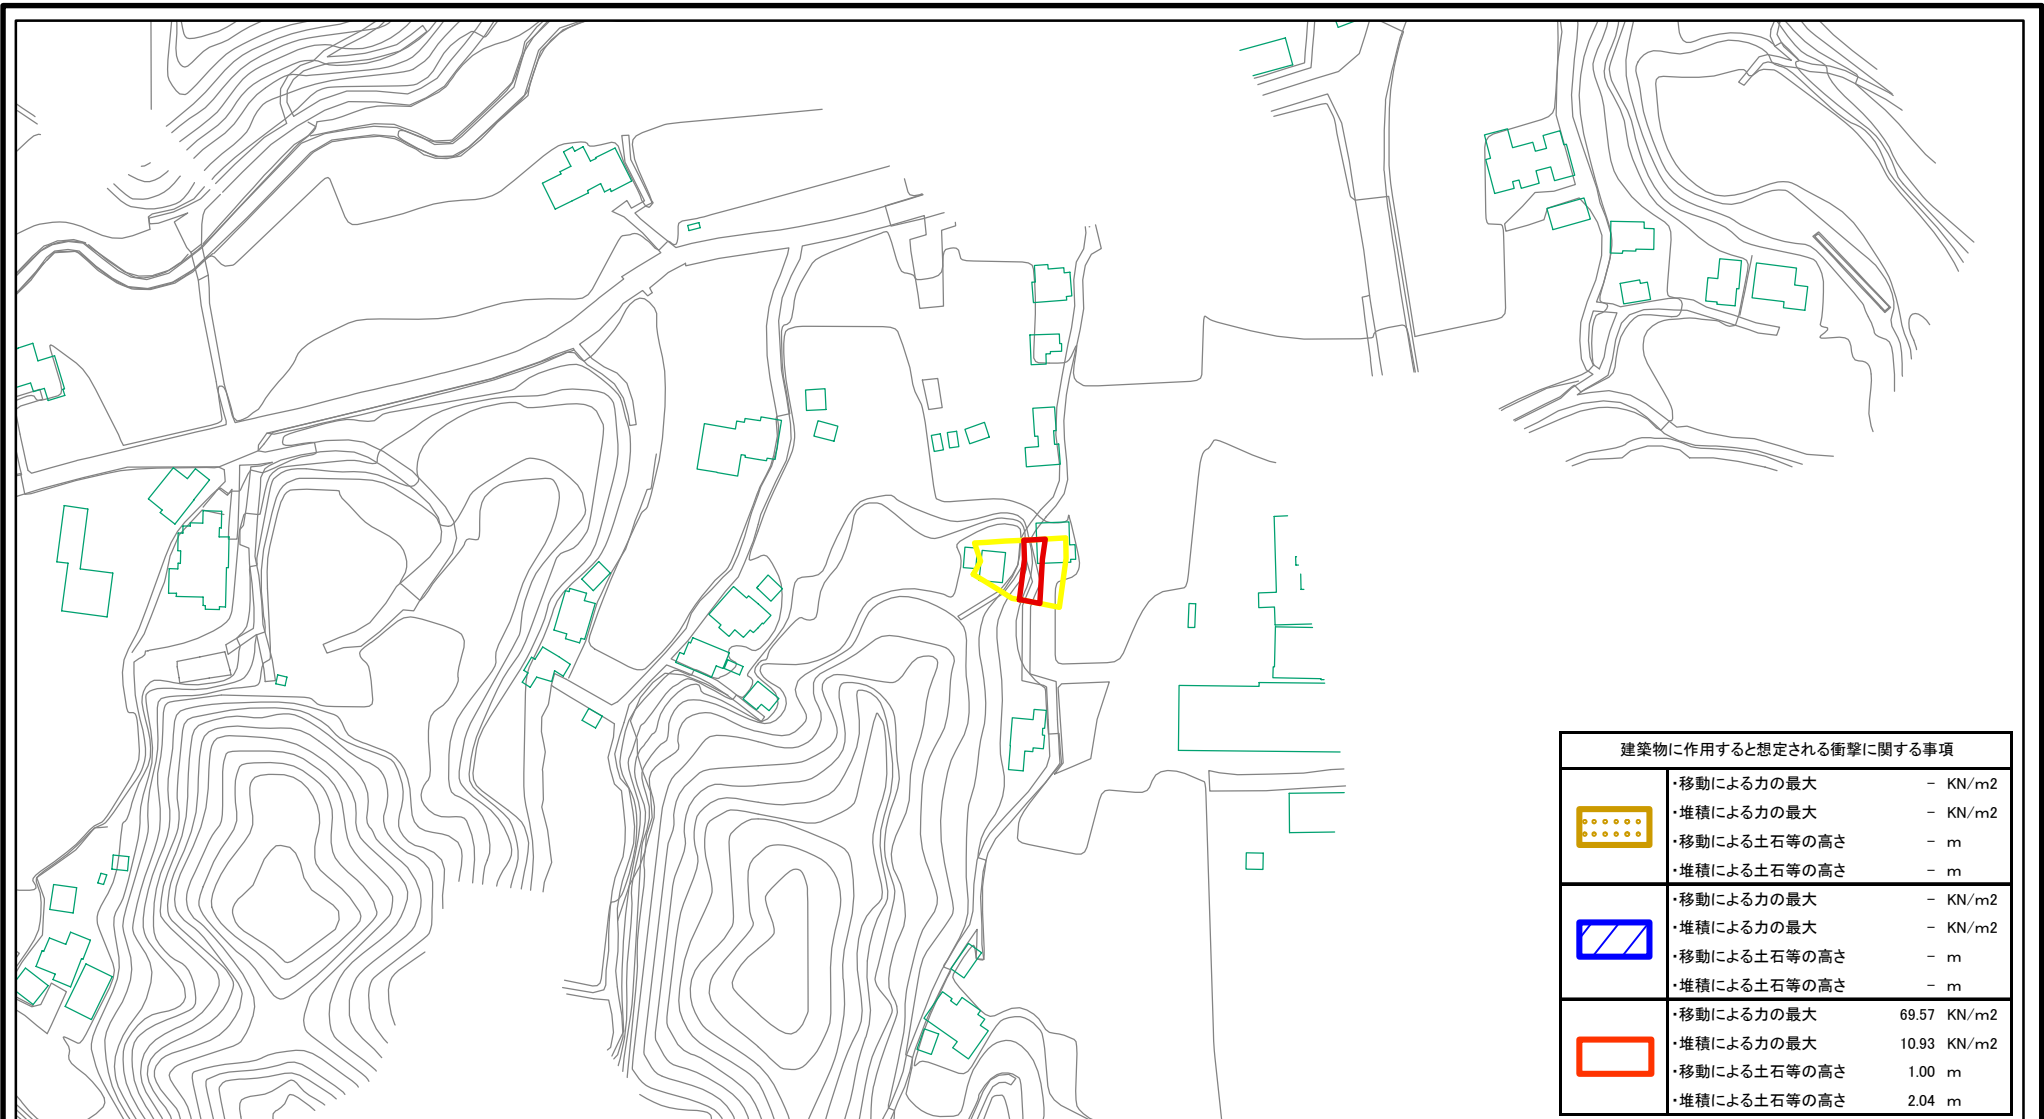 建築物に作用すると想定される衝撃に関する事項
・移動による力の最大 － KN/m2
・堆積による力の最大 － KN/m2
・移動による土石等の高さ － m
・堆積による土石等の高さ － m
・移動による力の最大 － KN/m2
・堆積による力の最大 － KN/m2
・移動による土石等の高さ － m
・堆積による土石等の高さ － m
・移動による力の最大 69.57 KN/m2
・堆積による力の最大 10.93 KN/m2
・移動による土石等の高さ 1.00 m
・堆積による土石等の高さ 2.04 m